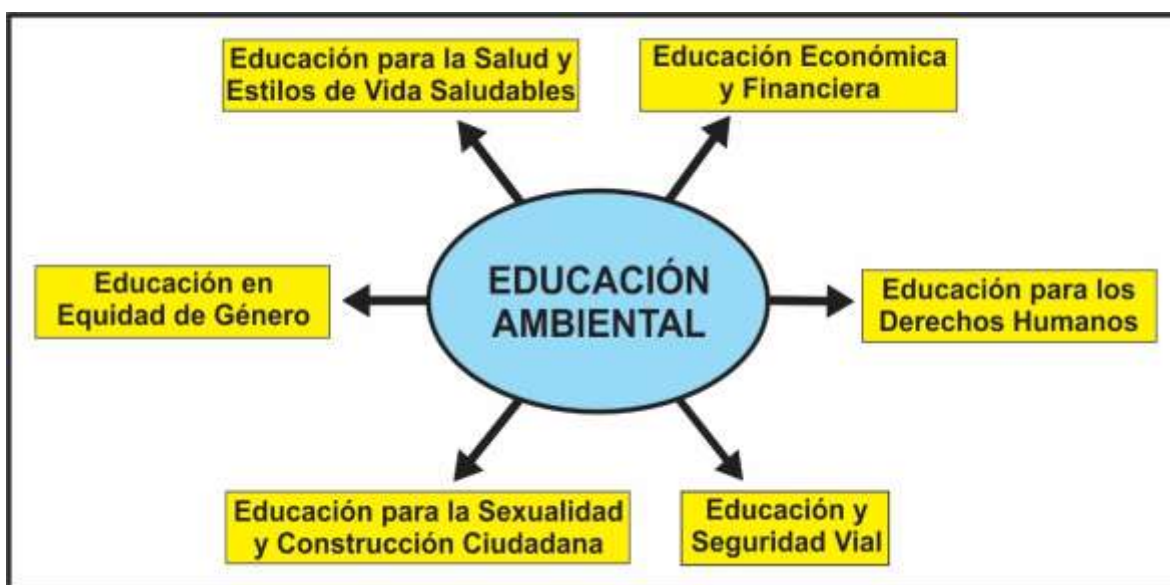 Educación para la Salud y
Estilos de Vida Saludables
Educación Económica
y Financiera
EDUCACIÓN
AMBIENTAL
Educación en
Equidad de Género
Educación para los
Derechos Humanos
Educación para la Sexualidad
y Construcción Ciudadana
Educación y
Seguridad Vial